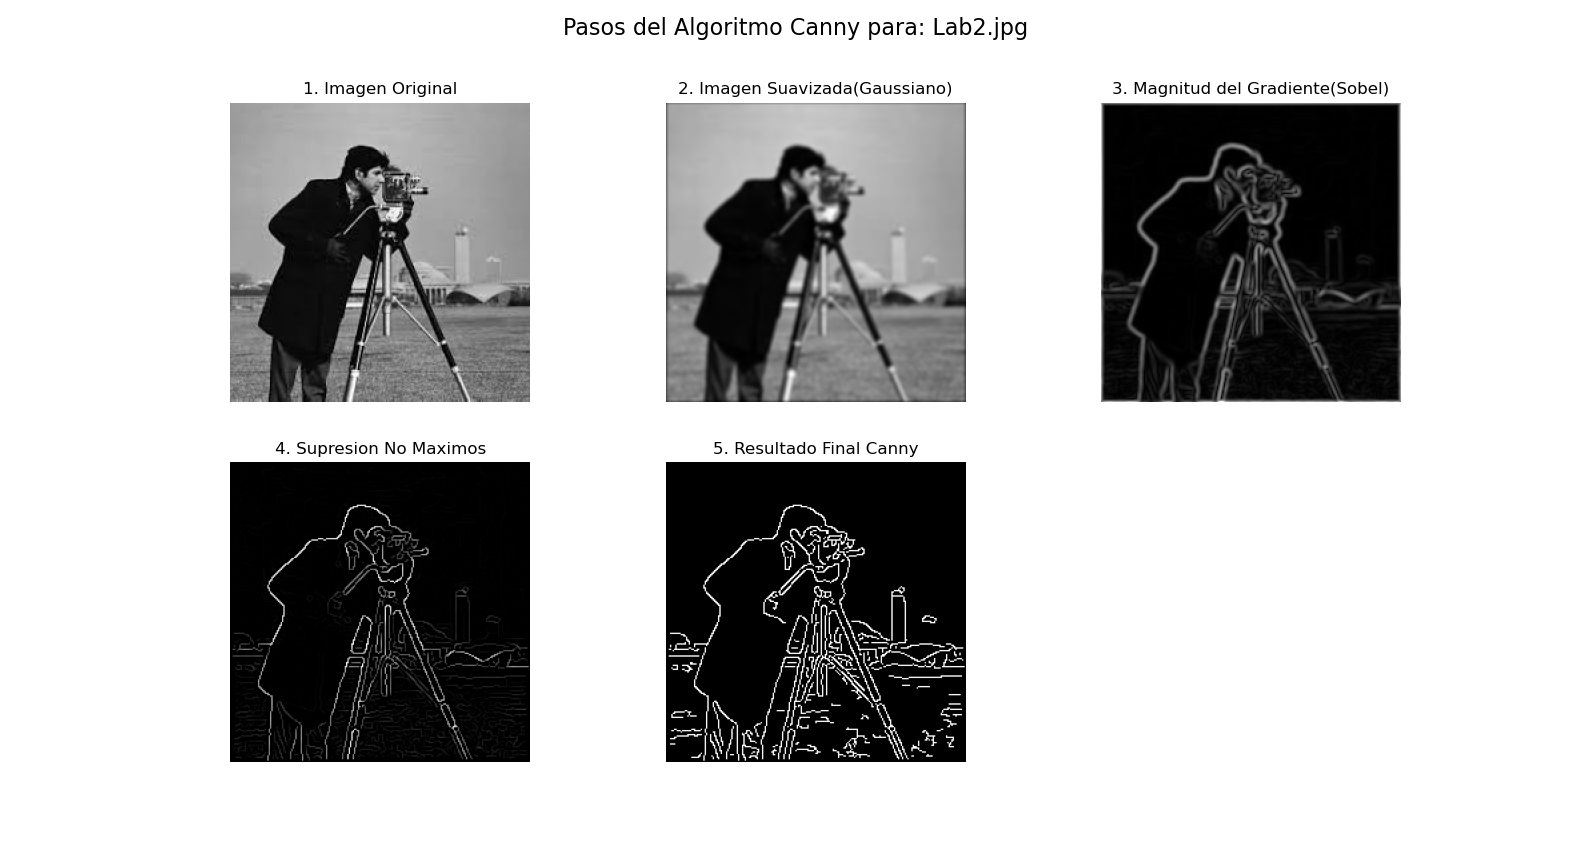 Pasos del Algoritmo Canny para: Lab2.jpg
1. Imagen Original
2. Imagen Suavizada(Gaussiano)
3. Magnitud del Gradiente(Sobel)
4. Supresion No Maximos
5. Resultado Final Canny